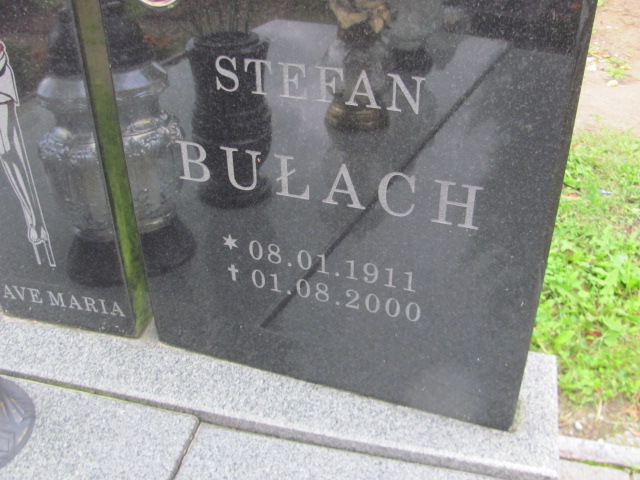 STEFAN
BUŁACH
* 08.01.1911
† 01.08.2000
AVE MARIA